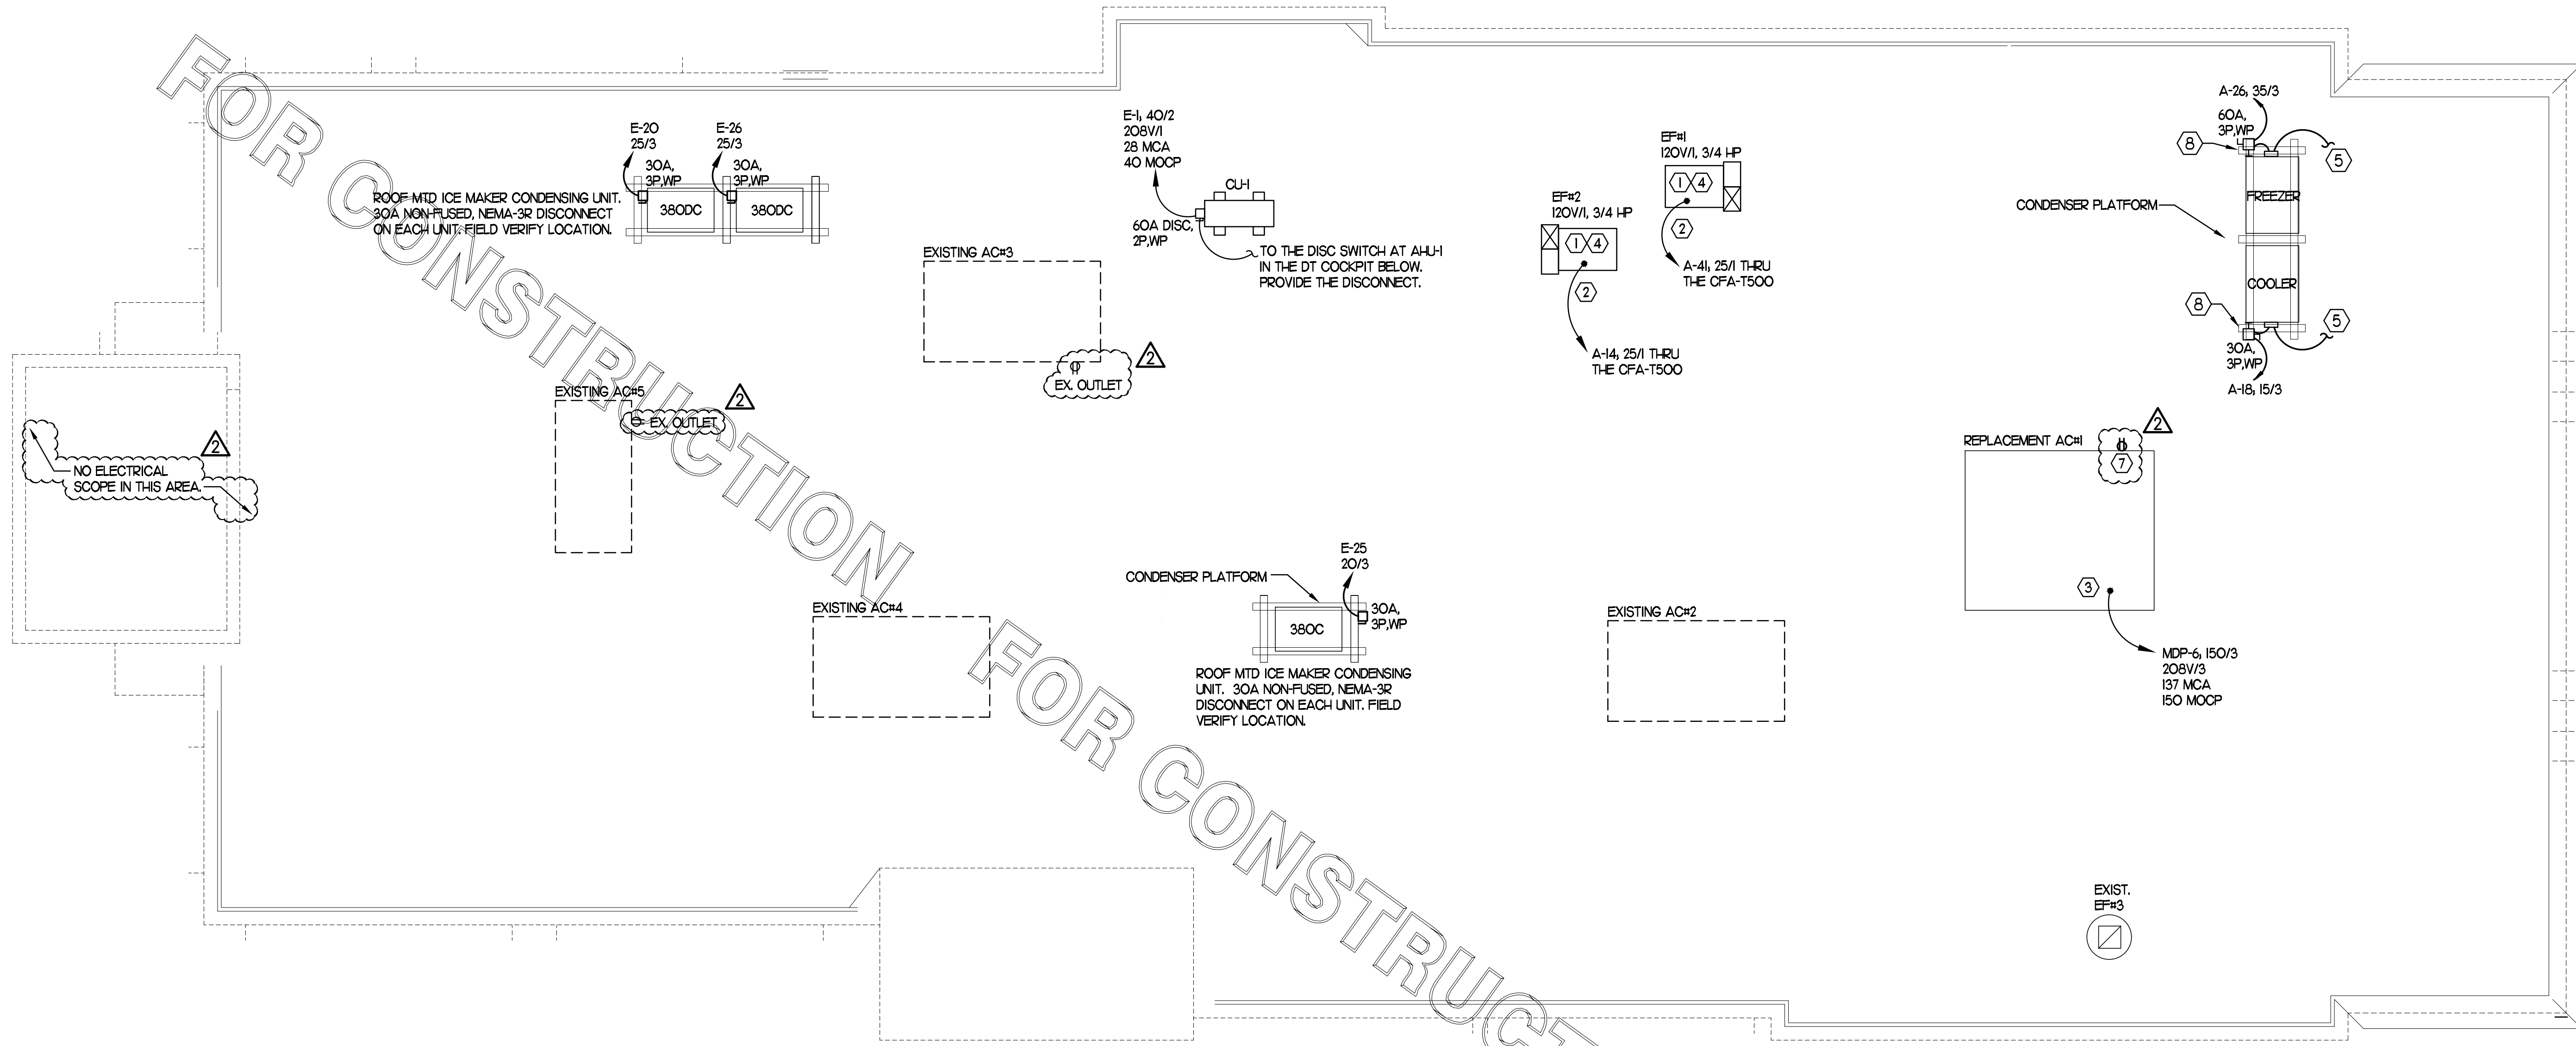 FOR CONSTRUCTION
E-20
25/3
30A,
3P,WP
E-26
25/3
30A,
3P,WP
ROOF MTD ICE MAKER CONDENSING UNIT.
30A NON-FUSED, NEMA-3R DISCONNECT
ON EACH UNIT. FIELD VERIFY LOCATION.
380DC
380DC
E-1, 40/2
208V/1
28 MCA
40 MOCP
CU-1
60A DISC,
2P,WP
TO THE DISC SWITCH AT AHU-1
IN THE DT COCKPIT BELOW.
PROVIDE THE DISCONNECT.
EF#1
120V/1, 3/4 HP
1
4
2
A-41, 25/1 THRU
THE CFA-T500
EF#2
120V/1, 3/4 HP
1
4
2
A-14, 25/1 THRU
THE CFA-T500
A-26, 35/3
60A,
3P,WP
8
5
FREEZER
CONDENSER PLATFORM
COOLER
8
5
30A,
3P,WP
A-18, 15/3
EXISTING AC#3
EX. OUTLET
2
EXISTING AC#5
EX. OUTLET
2
2
NO ELECTRICAL
SCOPE IN THIS AREA.
REPLACEMENT AC#1
2
7
3
MDP-6, 150/3
208V/3
137 MCA
150 MOCP
EXISTING AC#4
CONDENSER PLATFORM
E-25
20/3
30A,
3P,WP
380C
ROOF MTD ICE MAKER CONDENSING
UNIT. 30A NON-FUSED, NEMA-3R
DISCONNECT ON EACH UNIT. FIELD
VERIFY LOCATION.
EXISTING AC#2
EXIST.
EF#3
FOR CONSTRUCT